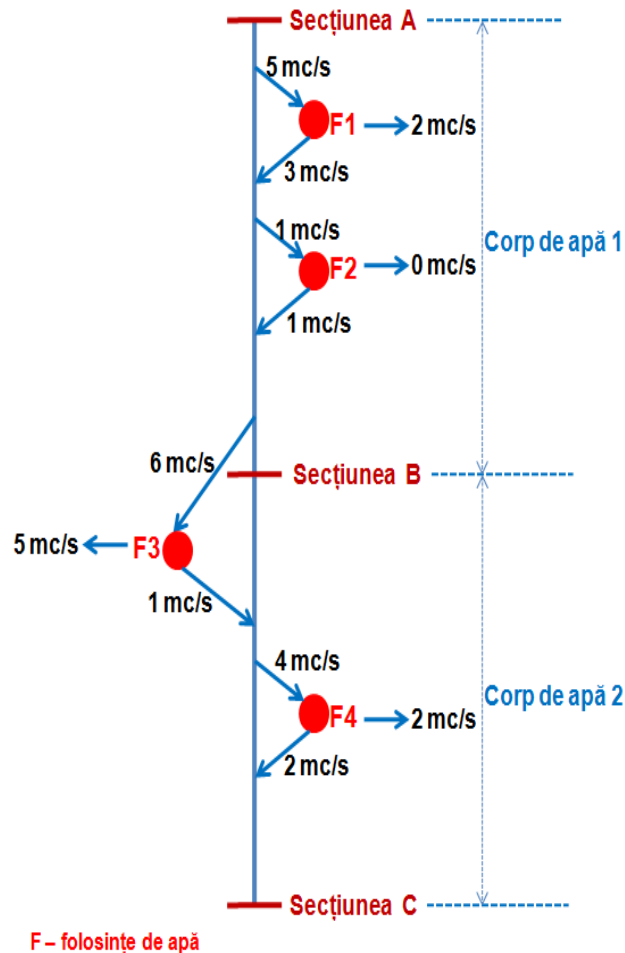 Secțiunea A
5 mc/s
F1
2 mc/s
3 mc/s
1 mc/s
Corp de apă 1
F2
0 mc/s
1 mc/s
6 mc/s
Secțiunea B
5 mc/s
F3
1 mc/s
4 mc/s
Corp de apă 2
F4
2 mc/s
2 mc/s
Secțiunea C
F – folosințe de apă